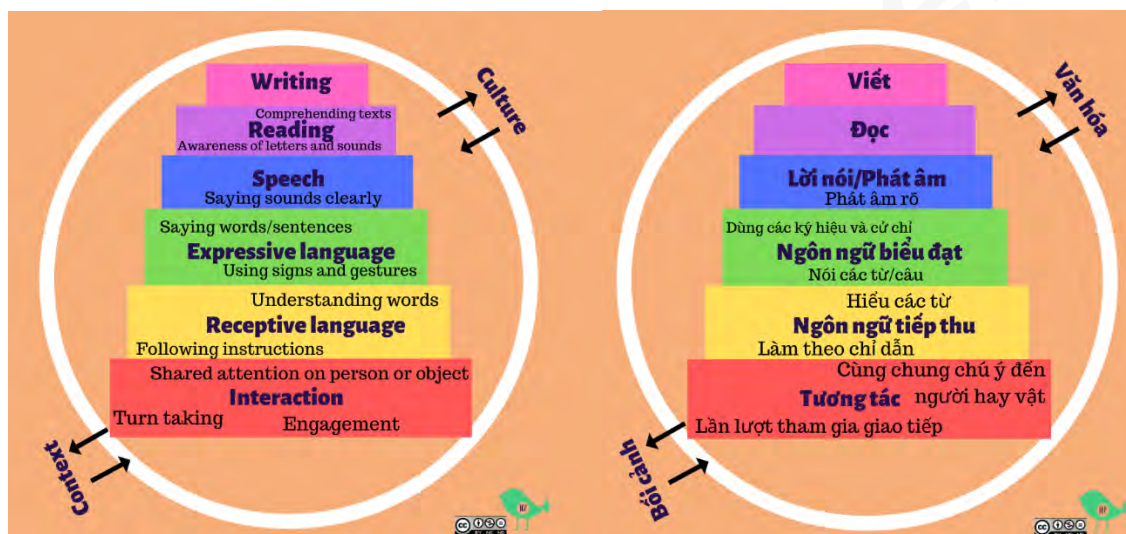 Writing
Comprehending texts
Reading
Awareness of letters and sounds
Speech
Saying sounds clearly
Saying words/sentences
Expressive language
Using signs and gestures
Understanding words
Receptive language
Following instructions
Shared attention on person or object
Interaction
Turn taking
Engagement
Culture
Context
Viết
Đọc
Lời nói/Phát âm
Phát âm rõ
Dùng các ký hiệu và cử chỉ
Ngôn ngữ biểu đạt
Nói các từ/câu
Hiểu các từ
Ngôn ngữ tiếp thu
Làm theo chỉ dẫn
Cùng chung chú ý đến
Tương tác người hay vật
Lần lượt tham gia giao tiếp
Văn hóa
Bối cảnh